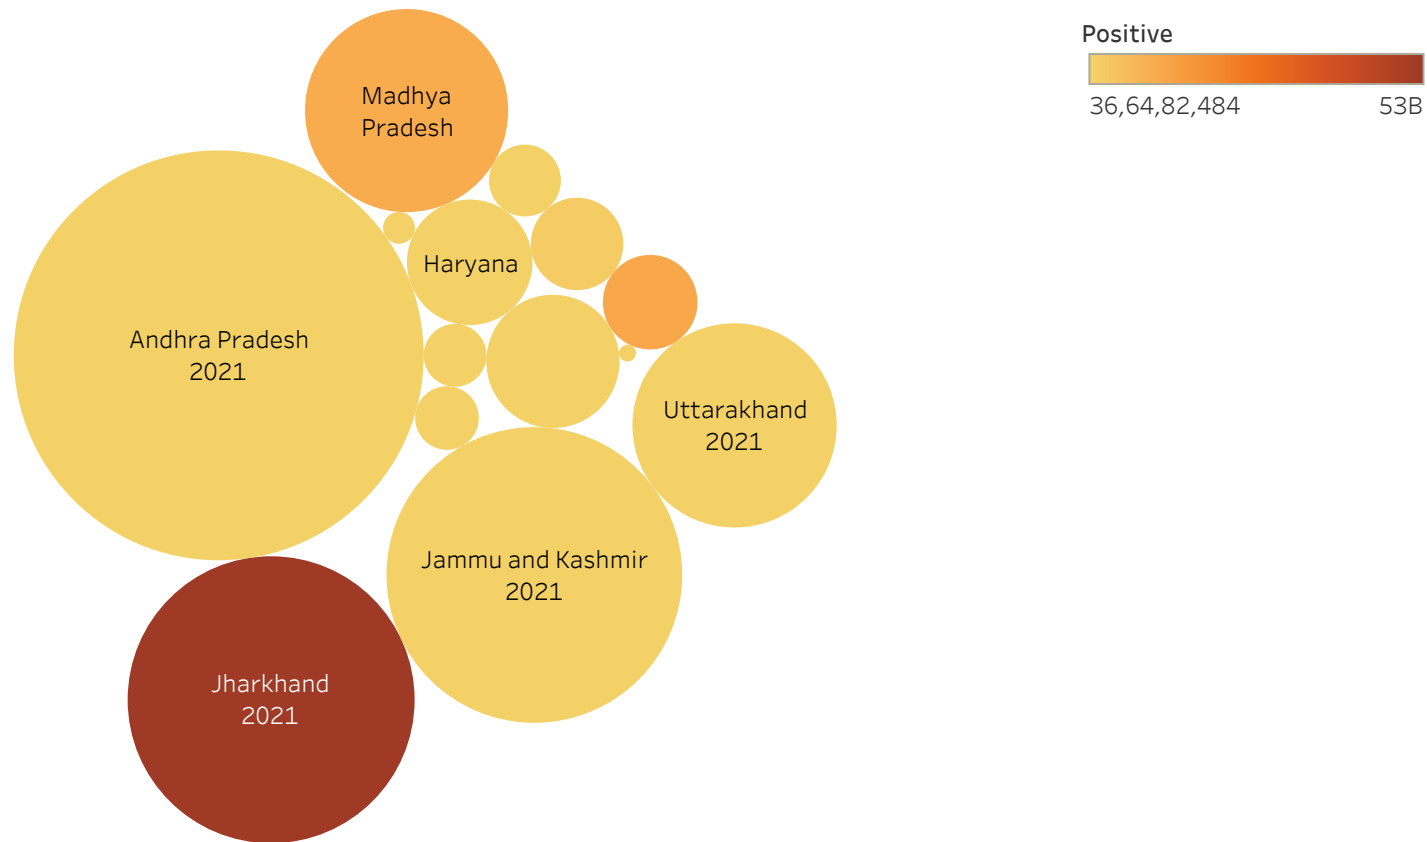 Positive
36,64,82,484
53B
Madhya
Pradesh
Haryana
Andhra Pradesh
2021
Uttarakhand
2021
Jammu and Kashmir
2021
Jharkhand
2021